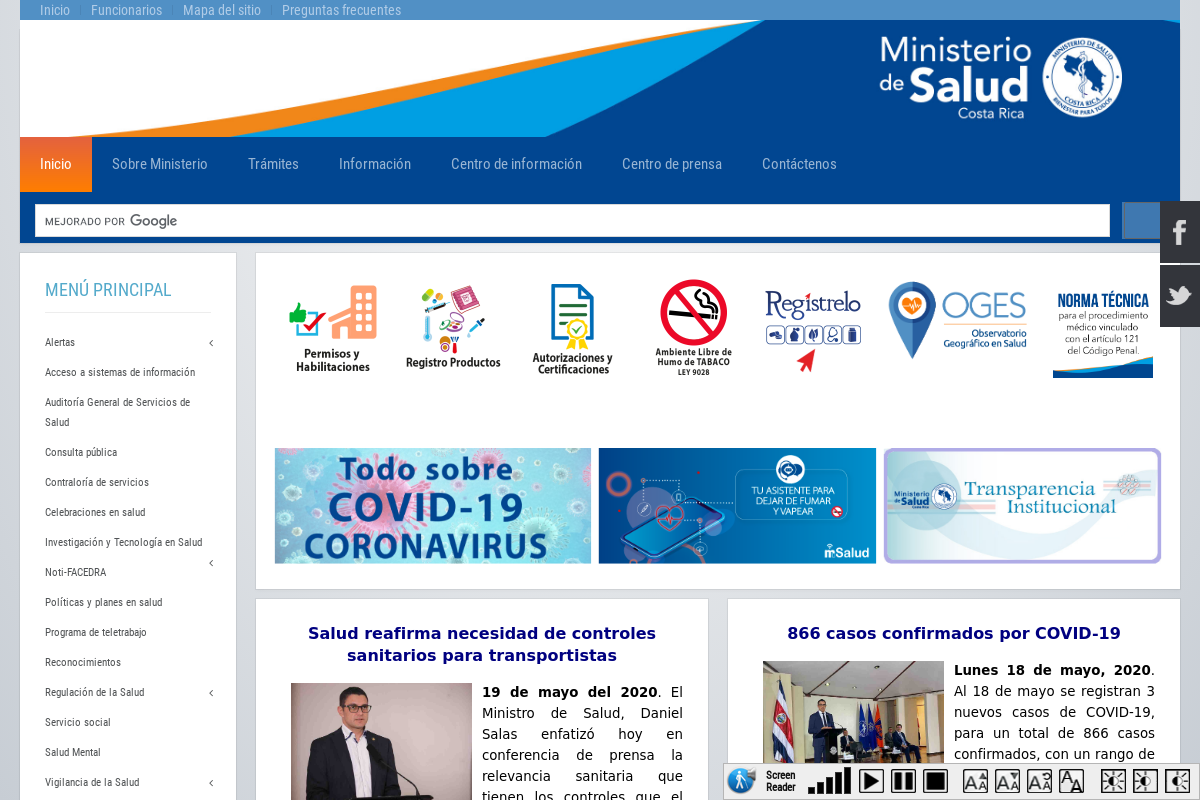 Inicio Funcionarios Mapa del sitio Preguntas frecuentes
Ministerio
de Salud
Costa Rica
MINISTERIO DE SALUD
COSTA RICA
BIENESTAR PARA TODOS
Inicio Sobre Ministerio Trámites Información Centro de información Centro de prensa Contáctenos
MEJORADO POR Google
MENÚ PRINCIPAL
Alertas
Acceso a sistemas de información
Auditoría General de Servicios de
Salud
Consulta pública
Contraloría de servicios
Celebraciones en salud
Investigación y Tecnología en Salud
Noti-FACEDRA
Políticas y planes en salud
Programa de teletrabajo
Reconocimientos
Regulación de la Salud
Servicio social
Salud Mental
Vigilancia de la Salud
Permisos y
Habilitaciones
Registro Productos
Autorizaciones y
Certificaciones
Ambiente Libre de
Humo de TABACO
LEY 9028
Regístrelo
OGES
Observatorio
Geográfico en Salud
NORMA TÉCNICA
para el procedimiento
médico vinculado
con el artículo 121
del Código Penal.
Todo sobre
COVID-19
CORONAVIRUS
TU ASISTENTE PARA
DEJAR DE FUMAR
Y VAPEAR
mSalud
Ministerio
de Salud
Costa Rica
Transparencia
Institucional
Salud reafirma necesidad de controles
sanitarios para transportistas
19 de mayo del 2020. El
Ministro de Salud, Daniel
Salas enfatizó hoy en
conferencia de prensa la
relevancia sanitaria que
tienen los controles que el
866 casos confirmados por COVID-19
Lunes 18 de mayo, 2020.
Al 18 de mayo se registran 3
nuevos casos de COVID-19,
para un total de 866 casos
confirmados, con un rango de
Screen
Reader